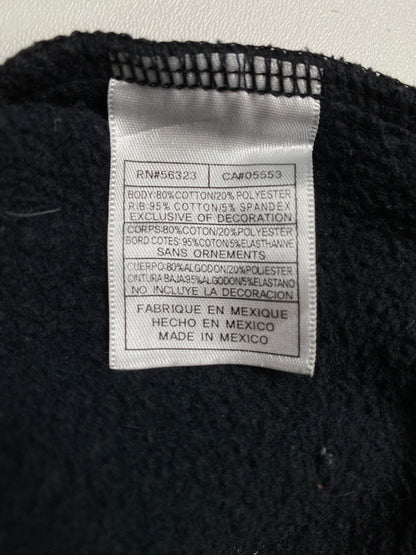 RN#56323 CA#05553
BODY:80%COTTON/20%POLYESTER
RIB:95% COTTON/5% SPANDEX
EXCLUSIVE OF DECORATION
CORPS:80%COTON/20%POLYESTER
BORD COTES: 95%COTON/5%ELASTHANNE
SANS ORNEMENTS
CUERPO:80%ALGODON/20%POLIESTER
CINTURA BAJA:95%ALGODON/5%ELASTANO
NO INCLUYE LA DECORACION
FABRIQUE EN MEXIQUE
HECHO EN MEXICO
MADE IN MEXICO